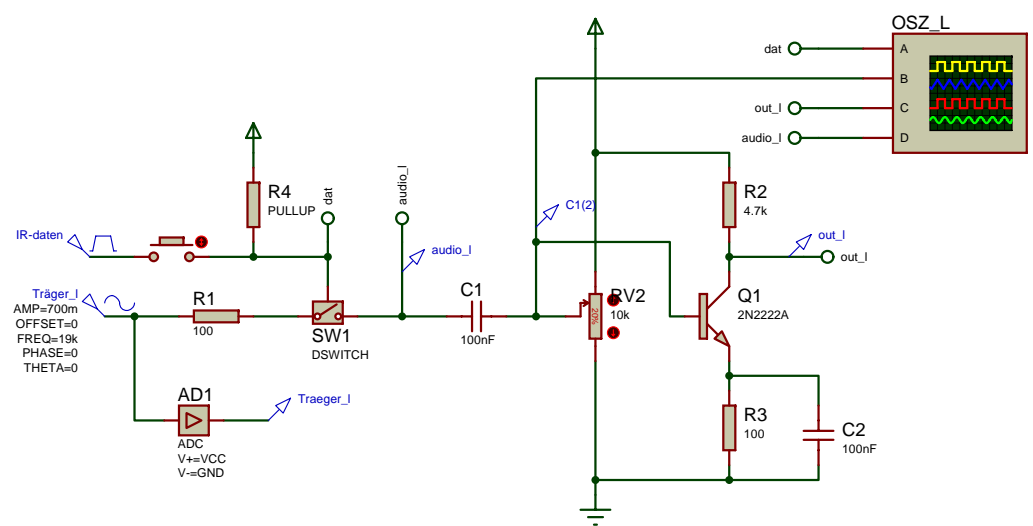 OSZ_L
dat
A
B
out_l
C
audio_l
D
R4
PULLUP
dat
audio_l
C1(2)
R2
4.7k
IR-daten
audio_l
out_l
out_l
Träger_l
AMP=700m
OFFSET=0
FREQ=19k
PHASE=0
THETA=0
R1
100
SW1
DSWITCH
C1
100nF
RV2
10k
20%
Q1
2N2222A
AD1
ADC
V+=VCC
V-=GND
Traeger_l
R3
100
C2
100nF